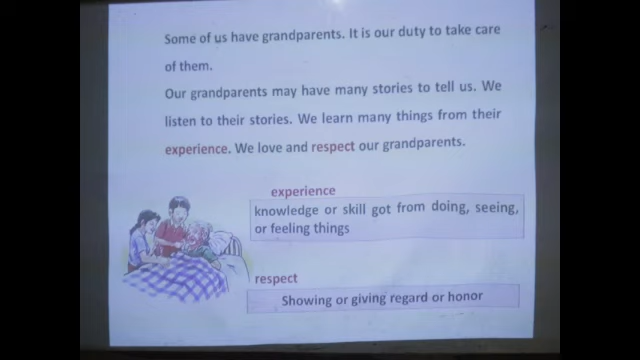 Some of us have grandparents. It is our duty to take care
of them.
Our grandparents may have many stories to tell us. We
listen to their stories. We learn many things from their
experience. We love and respect our grandparents.
experience
knowledge or skill got from doing, seeing,
or feeling things
respect
Showing or giving regard or honor